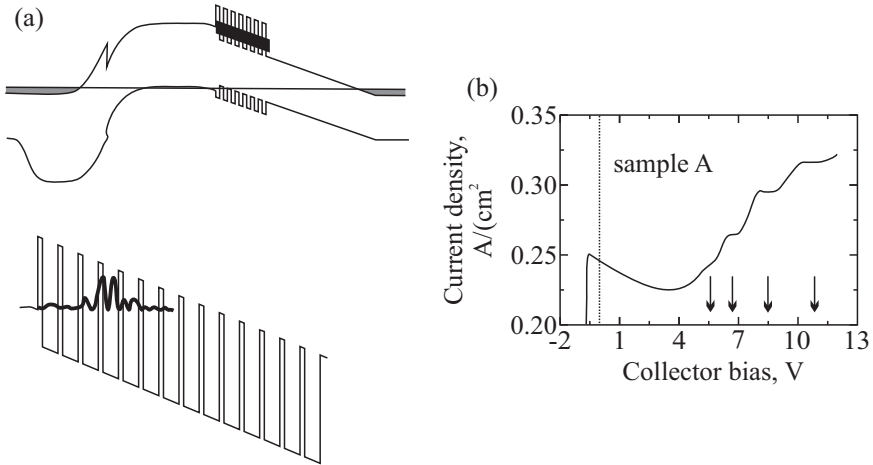 (a)
(b)
Current density,
A/(cm²
0.35
0.30
0.25
0.20
sample A
-2 1 4 7 10 13
Collector bias, V